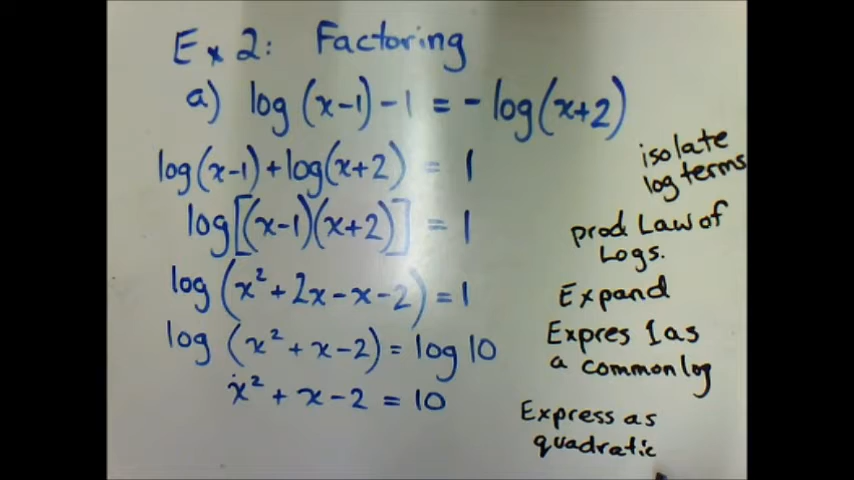 Ex 2: Factoring
a) log(x-1)-1 = -log(x+2)
log(x-1)+log(x+2) = 1
isolate
log terms
log[(x-1)(x+2)] = 1
prod. Law of
Logs.
log(x²+2x-x-2) = 1
Expand
log(x²+x-2) = log 10
Expres 1 as
a common log
x²+x-2 = 10
Express as
quadratic